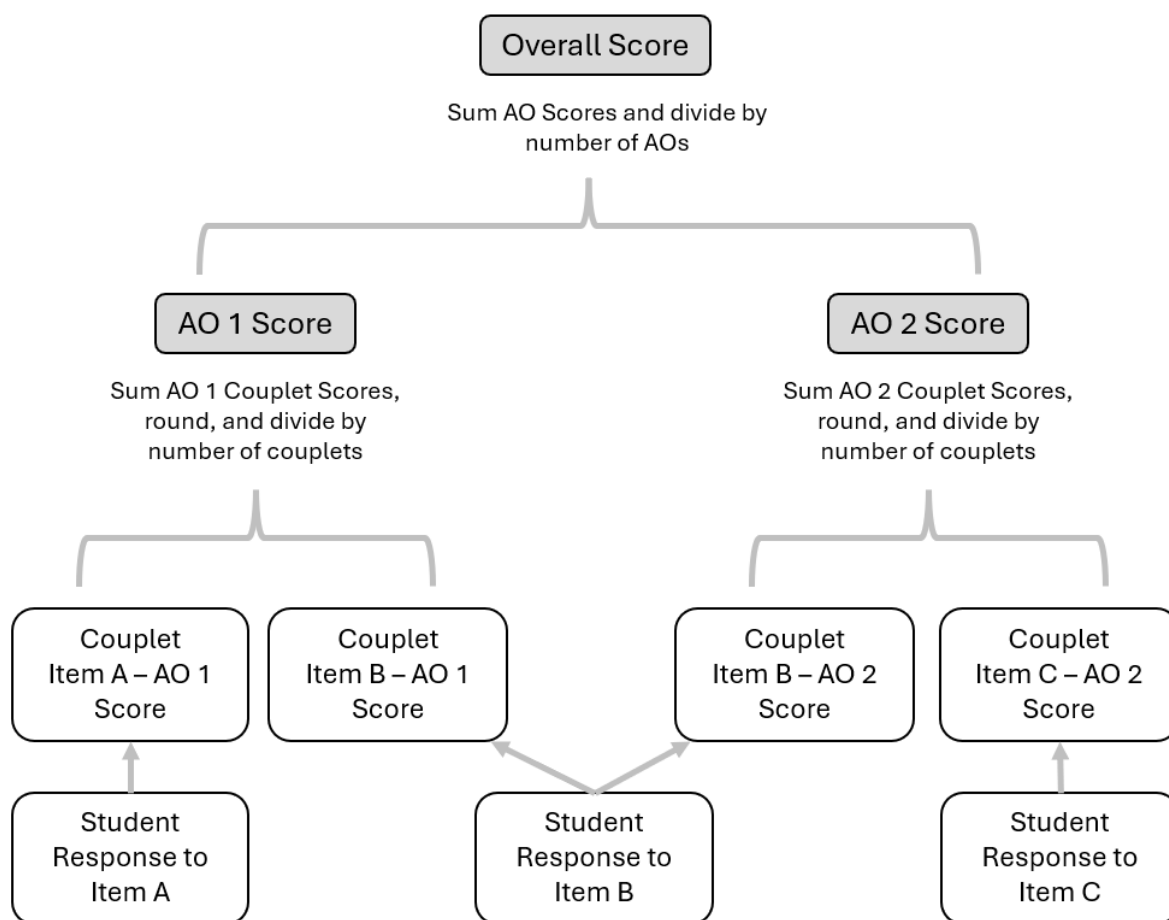 Overall Score
Sum AO Scores and divide by
number of AOs
AO 1 Score
Sum AO 1 Couplet Scores,
round, and divide by
number of couplets
AO 2 Score
Sum AO 2 Couplet Scores,
round, and divide by
number of couplets
Couplet
Item A – AO 1
Score
Couplet
Item B – AO 1
Score
Couplet
Item B – AO 2
Score
Couplet
Item C – AO 2
Score
Student
Response to
Item A
Student
Response to
Item B
Student
Response to
Item C